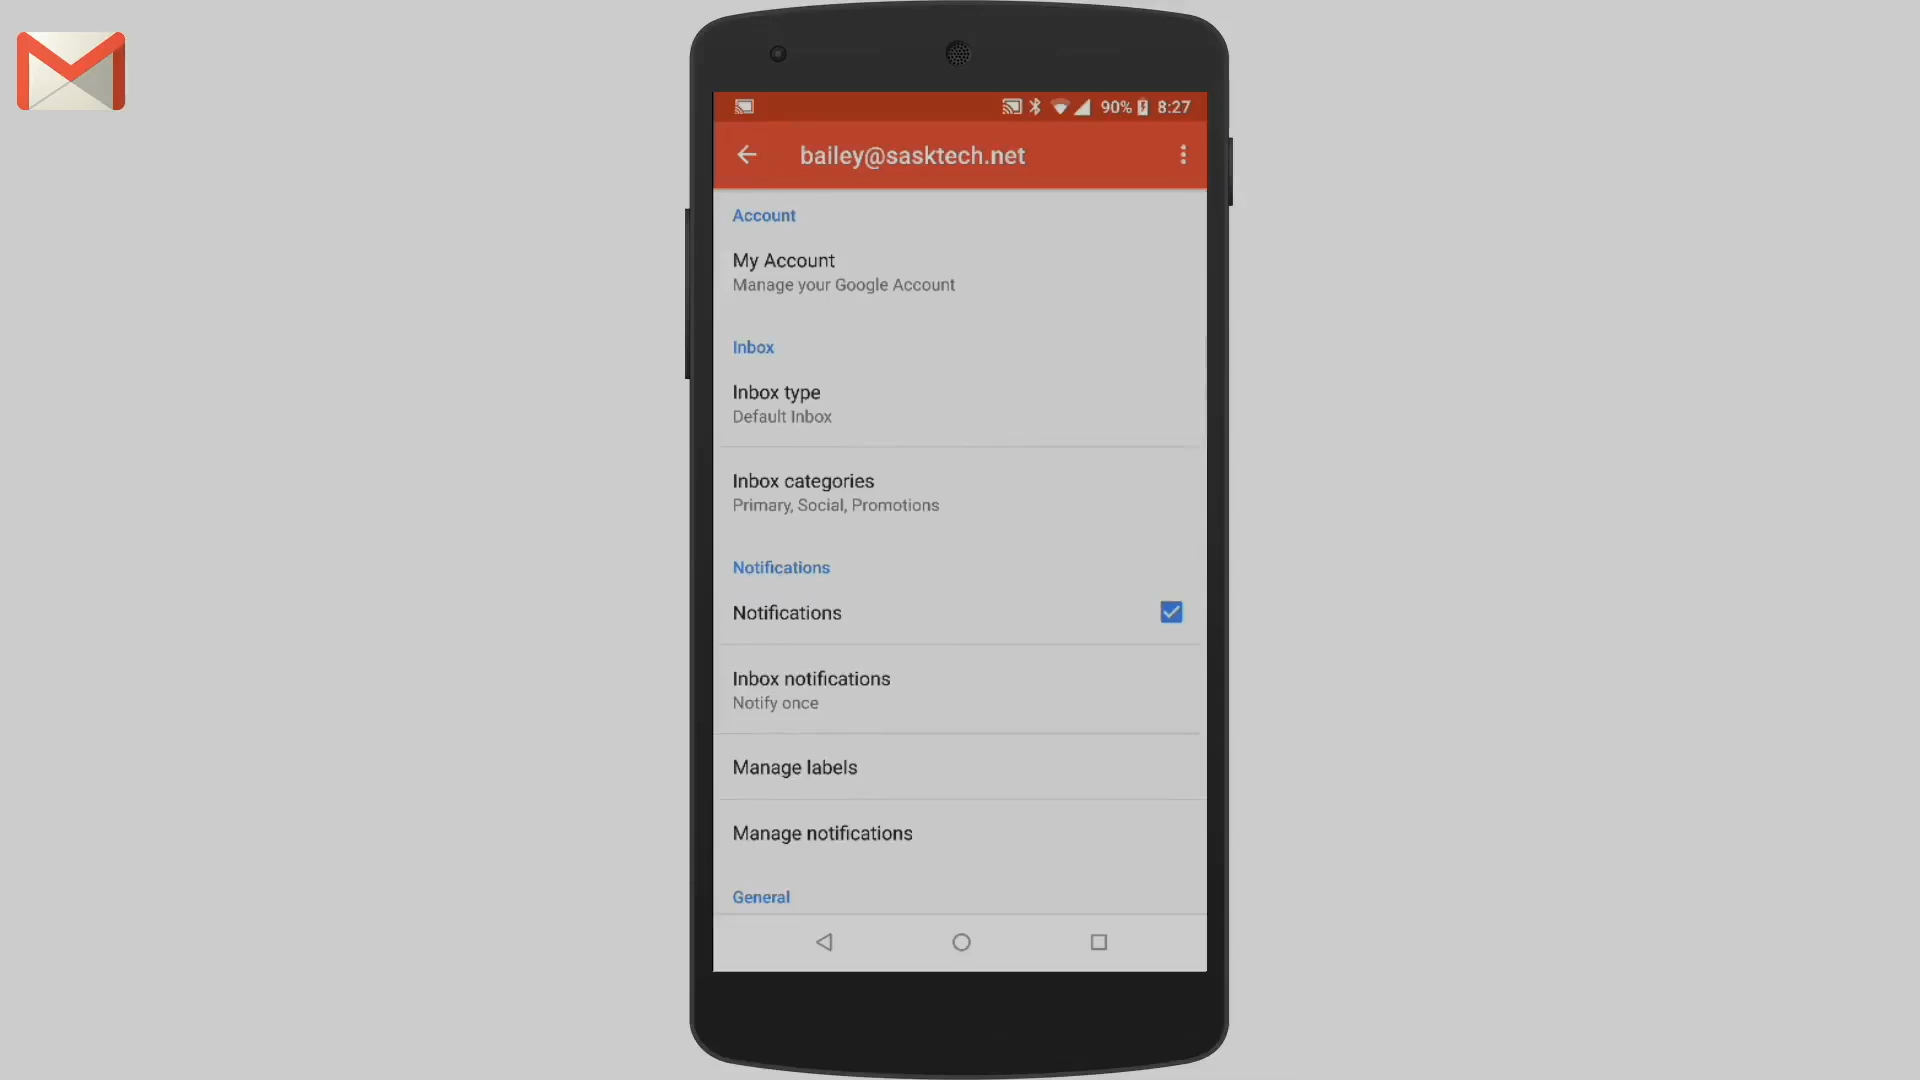 90% 8:27
bailey@sasktech.net
Account
My Account
Manage your Google Account
Inbox
Inbox type
Default Inbox
Inbox categories
Primary, Social, Promotions
Notifications
Notifications
Inbox notifications
Notify once
Manage labels
Manage notifications
General